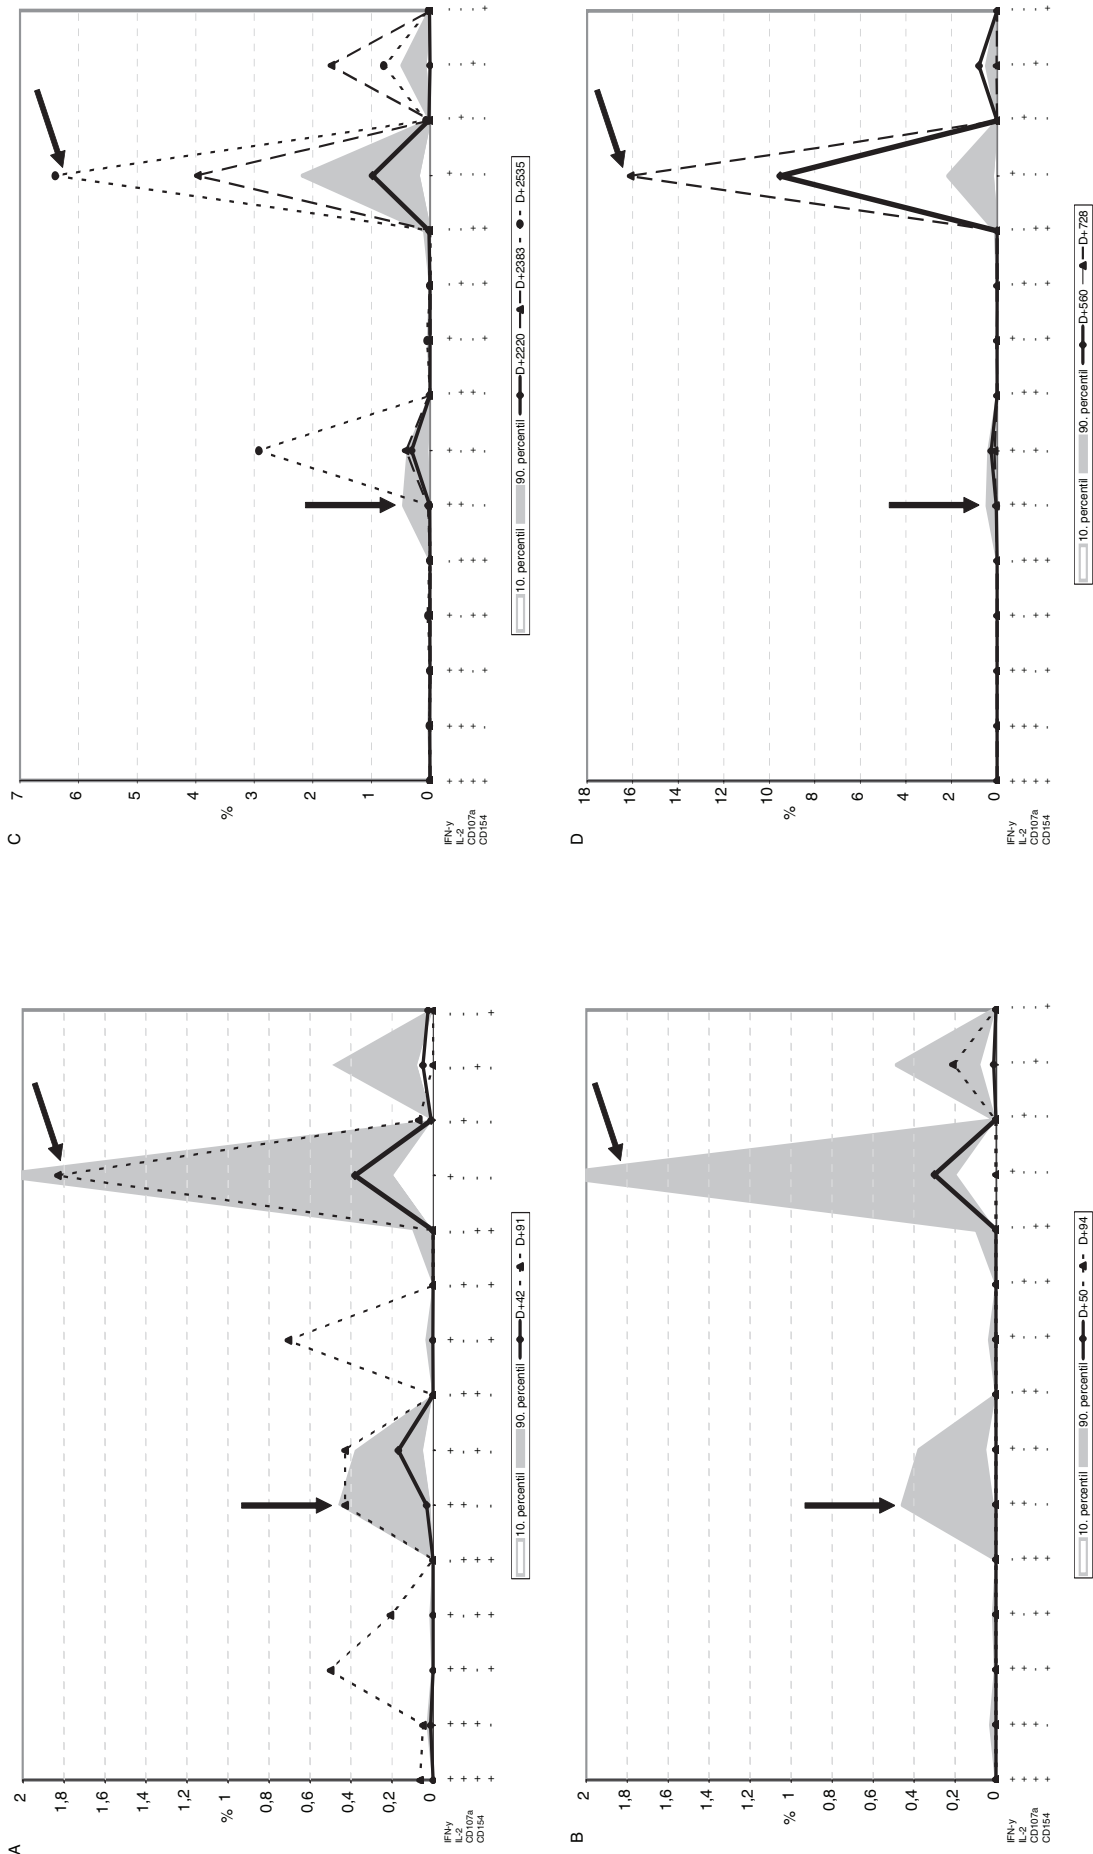 A
2
1,8
1,6
1,4
1,2
1
0,8
0,6
0,4
0,2
0
%
IFN-y + + + + - + + - + - - + - - -
IL-2 + + + - + + - + - + - - + - -
CD107a + + - + + - + + - - + - - + -
CD154 + - + + + - - - + + + - - - +
10. percentil 90. percentil D+42 D+91
B
2
1,8
1,6
1,4
1,2
1
0,8
0,6
0,4
0,2
0
%
IFN-y + + + + - + + - + - - + - - -
IL-2 + + + - + + - + - + - - + - -
CD107a + + - + + - + + - - + - - + -
CD154 + - + + + - - - + + + - - - +
10. percentil 90. percentil D+50 D+94
C
7
6
5
4
3
2
1
0
%
IFN-y + + + + - + + - + - - + - - -
IL-2 + + + - + + - + - + - - + - -
CD107a + + - + + - + + - - + - - + -
CD154 + - + + + - - - + + + - - - +
10. percentil 90. percentil D+2220 D+2383 D+2535
D
18
16
14
12
10
8
6
4
2
0
%
IFN-y + + + + - + + - + - - + - - -
IL-2 + + + - + + - + - + - - + - -
CD107a + + - + + - + + - - + - - + -
CD154 + - + + + - - - + + + - - - +
10. percentil 90. percentil D+560 D+728